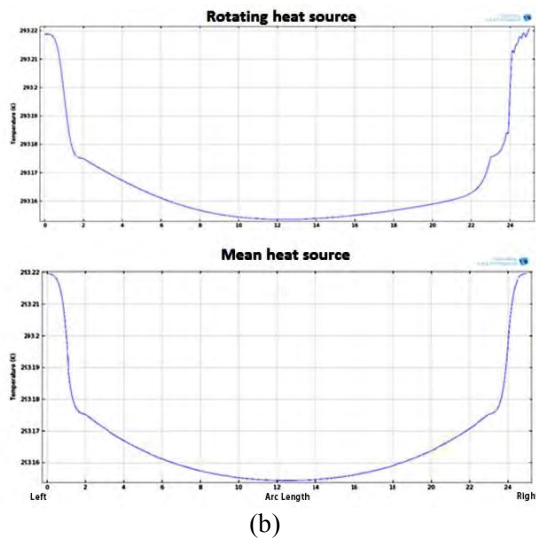 Rotating heat source
Temperature (K)
293.22
293.21
293.2
293.19
293.18
293.17
293.16
0 2 4 6 8 10 12 14 16 18 20 22 24
Mean heat source
Temperature (K)
293.22
293.21
293.2
293.19
293.18
293.17
293.16
0 2 4 6 8 10 12 14 16 18 20 22 24
Left Arc Length Righ
(b)